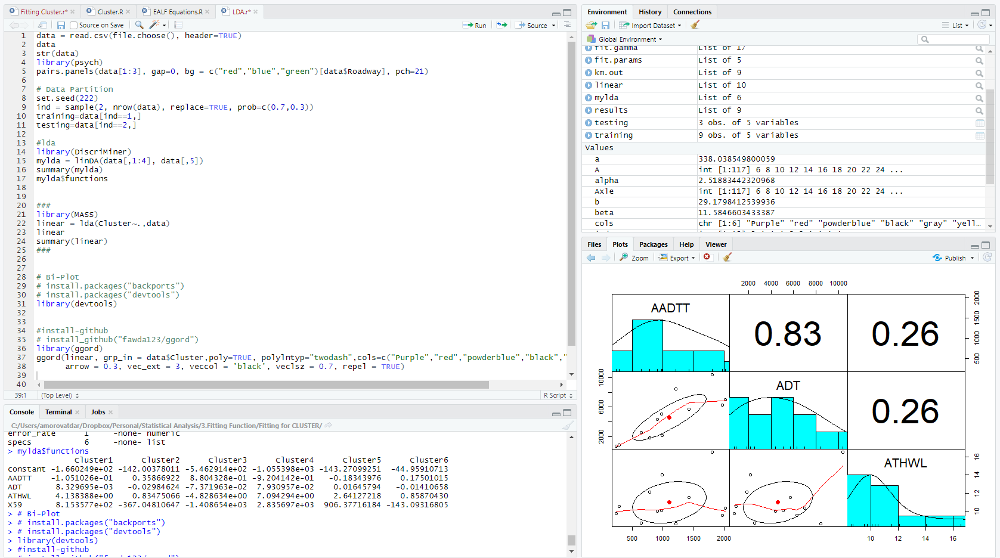 Fitting Cluster.r* Cluster.R EALF Equations.R LDA.r*
Source on Save Run Source
1 data = read.csv(file.choose(), header=TRUE)
2 data
3 str(data)
4 library(psych)
5 pairs.panels(data[1:3], gap=0, bg = c("red","blue","green")[data$Roadway], pch=21)
6
7 # Data Partition
8 set.seed(222)
9 ind = sample(2, nrow(data), replace=TRUE, prob=c(0.7,0.3))
10 training=data[ind==1,]
11 testing=data[ind==2,]
12
13 #lda
14 library(DiscriMiner)
15 mylda = linDA(data[,1:4], data[,5])
16 summary(mylda)
17 mylda$functions
18
19
20 ###
21 library(MASS)
22 linear = lda(Cluster~.,data)
23 linear
24 summary(linear)
25 ###
26
27
28 # Bi-Plot
29 # install.packages("backports")
30 # install.packages("devtools")
31 library(devtools)
32
33
34 #install-github
35 # install_github("fawda123/ggord")
36 library(ggord)
37 ggord(linear, grp_in = data$Cluster,poly=TRUE, polylntyp="twodash",cols=c("Purple","red","powderblue","black","
38 arrow = 0.3, vec_ext = 3, veccol = 'black', veclsz = 0.7, repel = TRUE)
39
40
39:1 (Top Level) R Script
Console Terminal Jobs
C:/Users/amorovatdar/Dropbox/Personal/Statistical Analysis/3.Fitting Function/Fitting for CLUSTER/
error_rate 1 -none- numeric
specs 6 -none- list
> mylda$functions
Cluster1 Cluster2 Cluster3 Cluster4 Cluster5 Cluster6
constant -1.660249e+02 -142.00378011 -5.462914e+02 -1.055398e+03 -143.27099251 -44.95910713
AADTT -1.051026e-01 0.35866922 8.804328e-01 -9.204142e-01 -0.18343976 0.17501015
ADT 8.329695e-03 -0.02984624 -7.371963e-02 7.930957e-02 0.01645794 -0.01410658
ATHWL 4.138388e+00 0.83475066 -4.828634e+00 7.094294e+00 2.64127218 0.85870430
X59 8.153577e+02 -367.04810647 -1.408654e+03 2.835697e+03 906.37716184 -143.09316805
> # Bi-Plot
> # install.packages("backports")
> # install.packages("devtools")
> library(devtools)
> #install-github
Environment History Connections
Import Dataset List
Global Environment
fit.gamma List of 17
fit.params List of 5
km.out List of 9
linear List of 10
mylda List of 6
results List of 9
testing 3 obs. of 5 variables
training 9 obs. of 5 variables
Values
a 338.038549800059
A int [1:117] 6 8 10 12 14 16 18 20 22 24 ...
alpha 2.51883442320968
Axle int [1:117] 6 8 10 12 14 16 18 20 22 24 ...
b 29.1798412539936
beta 11.5846603433387
cols chr [1:6] "Purple" "red" "powderblue" "black" "gray" "yell…
Files Plots Packages Help Viewer
Zoom Export Publish
2000 4000 6000 8000 10000
AADTT 0.83 0.26
500 1000 1500 2000
ADT 0.26
2000 6000 10000
ATHWL
10 12 14 16
500 1000 1500 2000
10 12 14 16